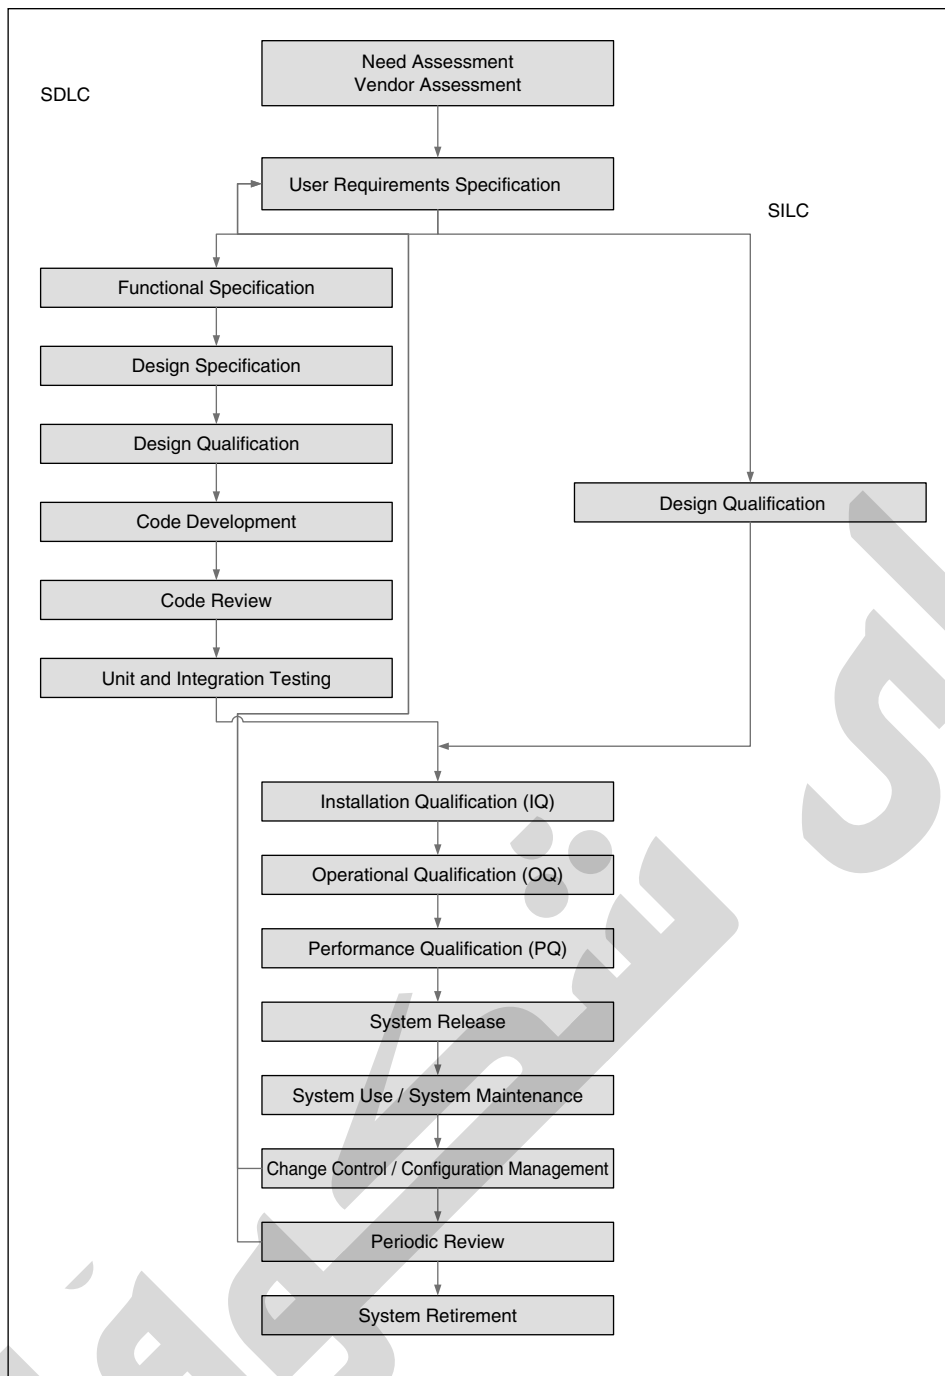 Need Assessment
Vendor Assessment
SDLC
User Requirements Specification
SILC
Functional Specification
Design Specification
Design Qualification
Code Development
Design Qualification
Code Review
Unit and Integration Testing
Installation Qualification (IQ)
Operational Qualification (OQ)
Performance Qualification (PQ)
System Release
System Use / System Maintenance
Change Control / Configuration Management
Periodic Review
System Retirement